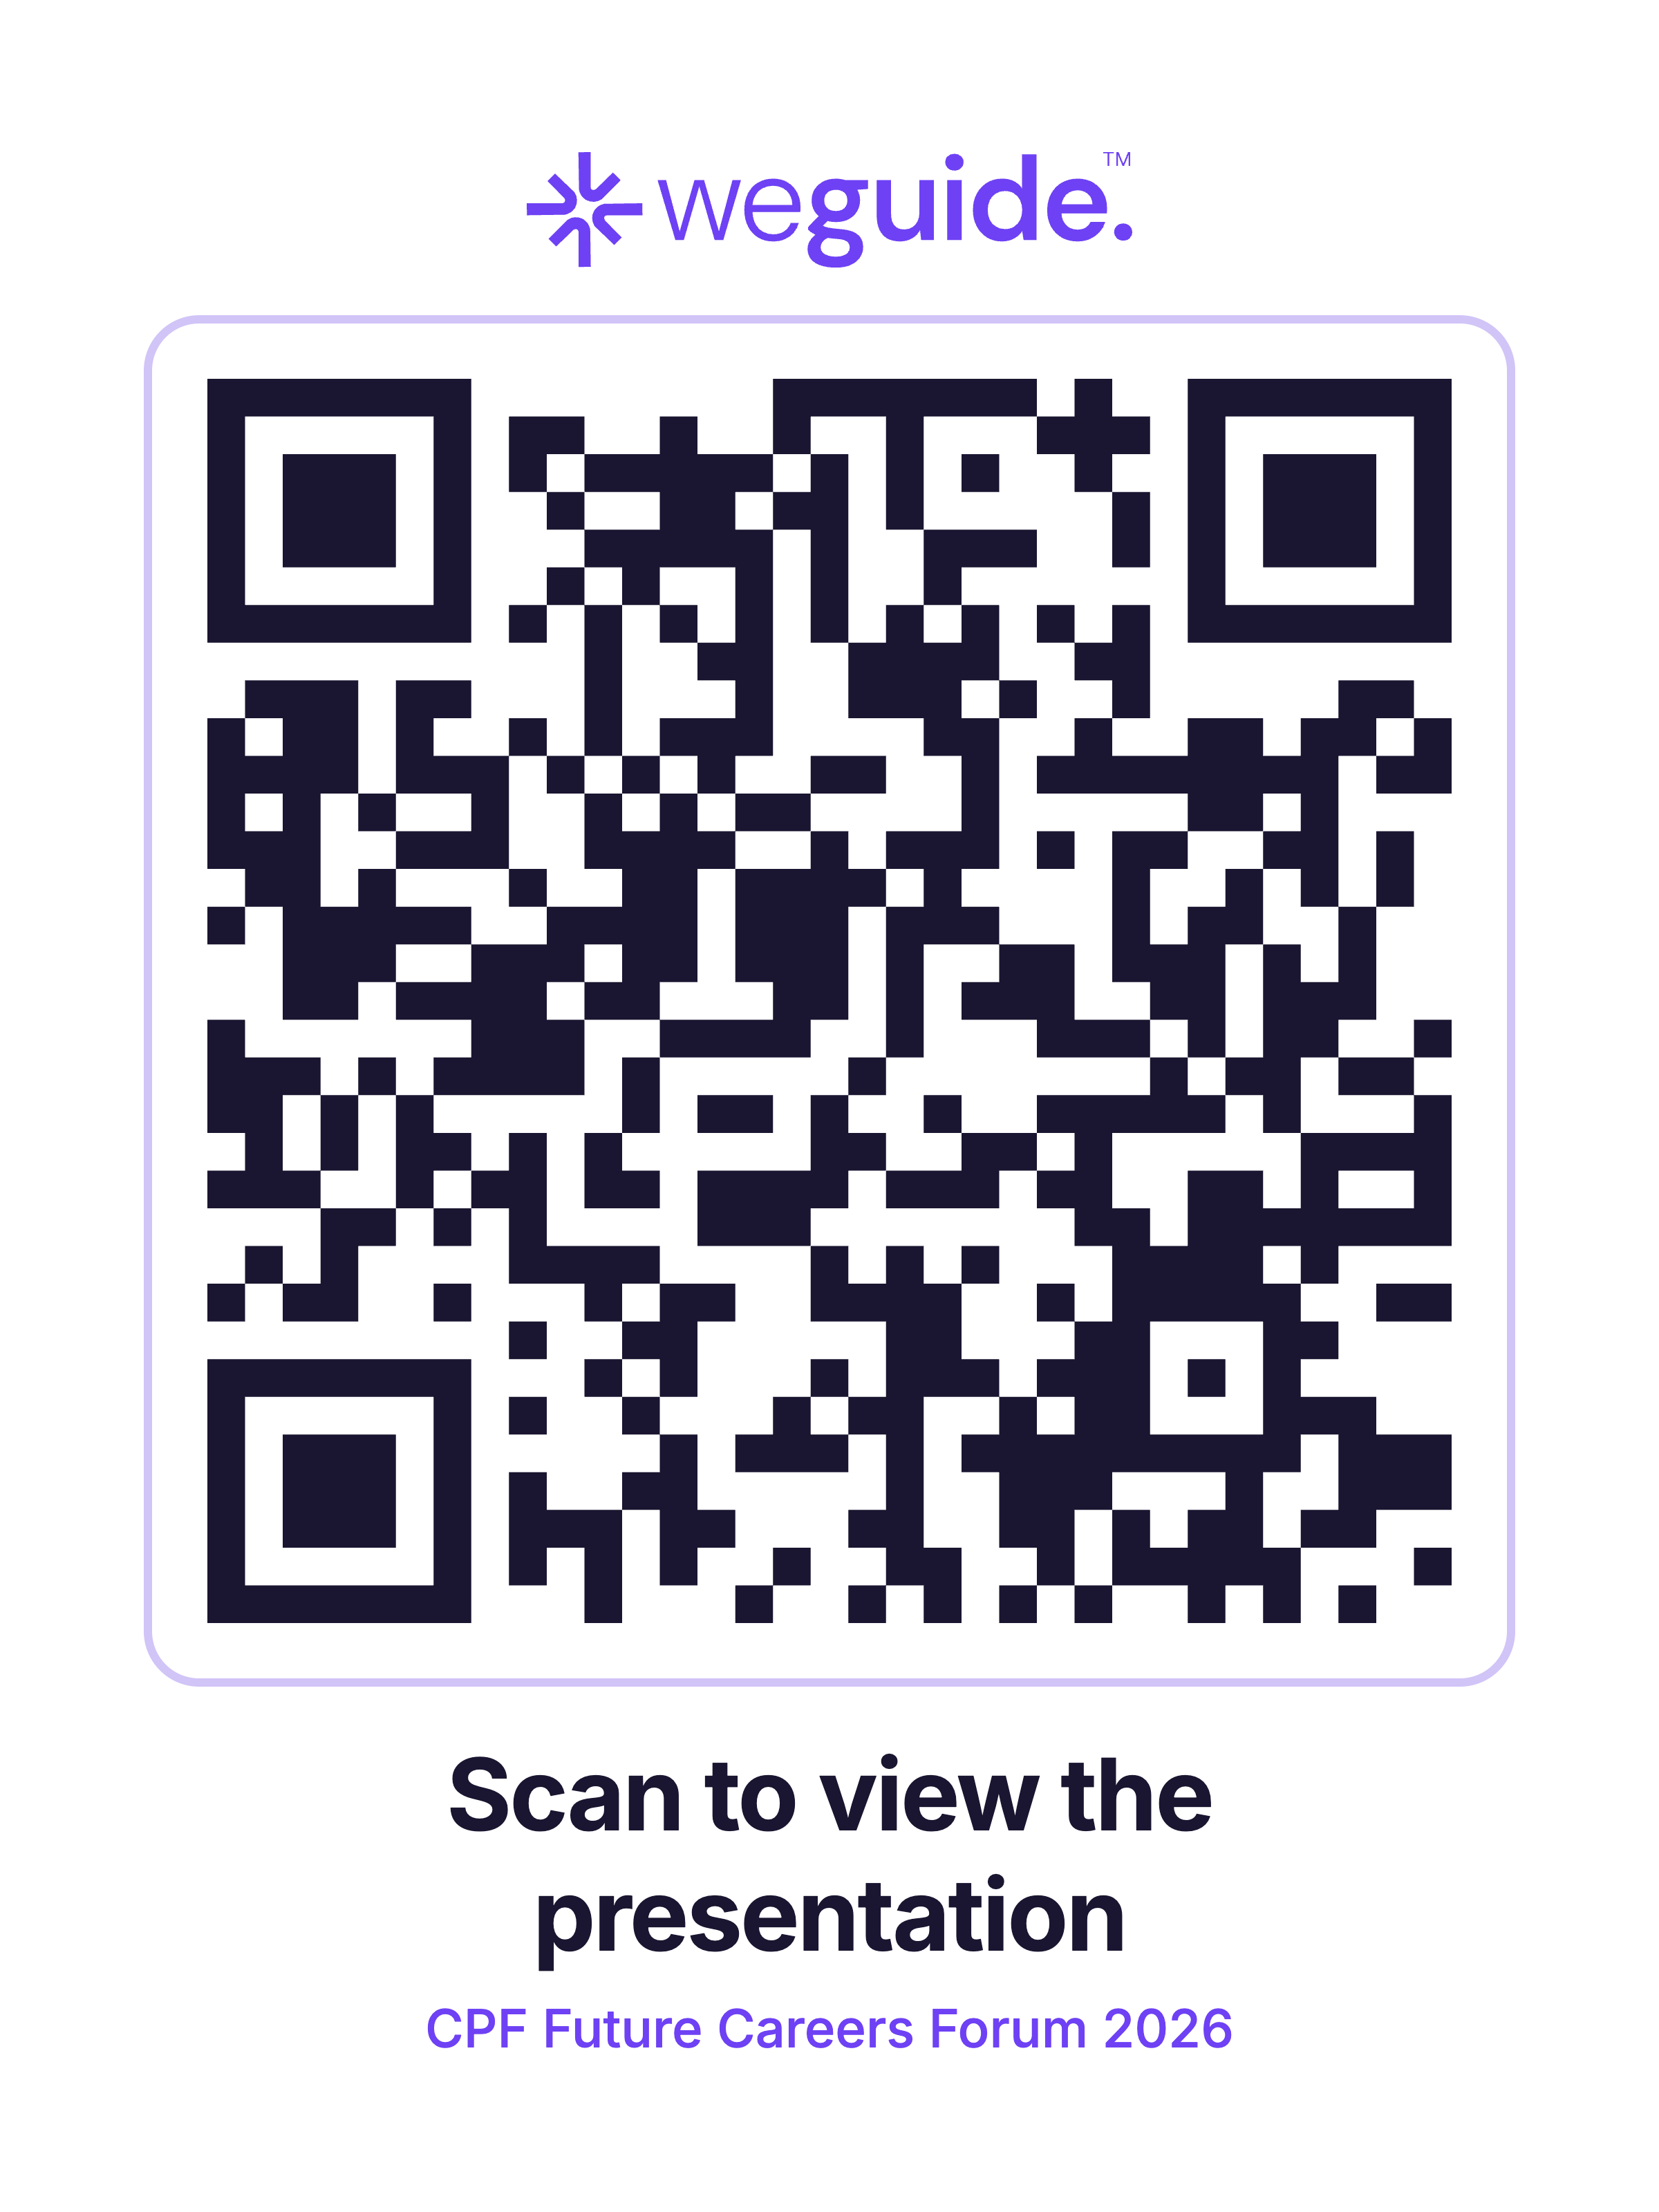 weguide.™
Scan to view the
presentation
CPF Future Careers Forum 2026